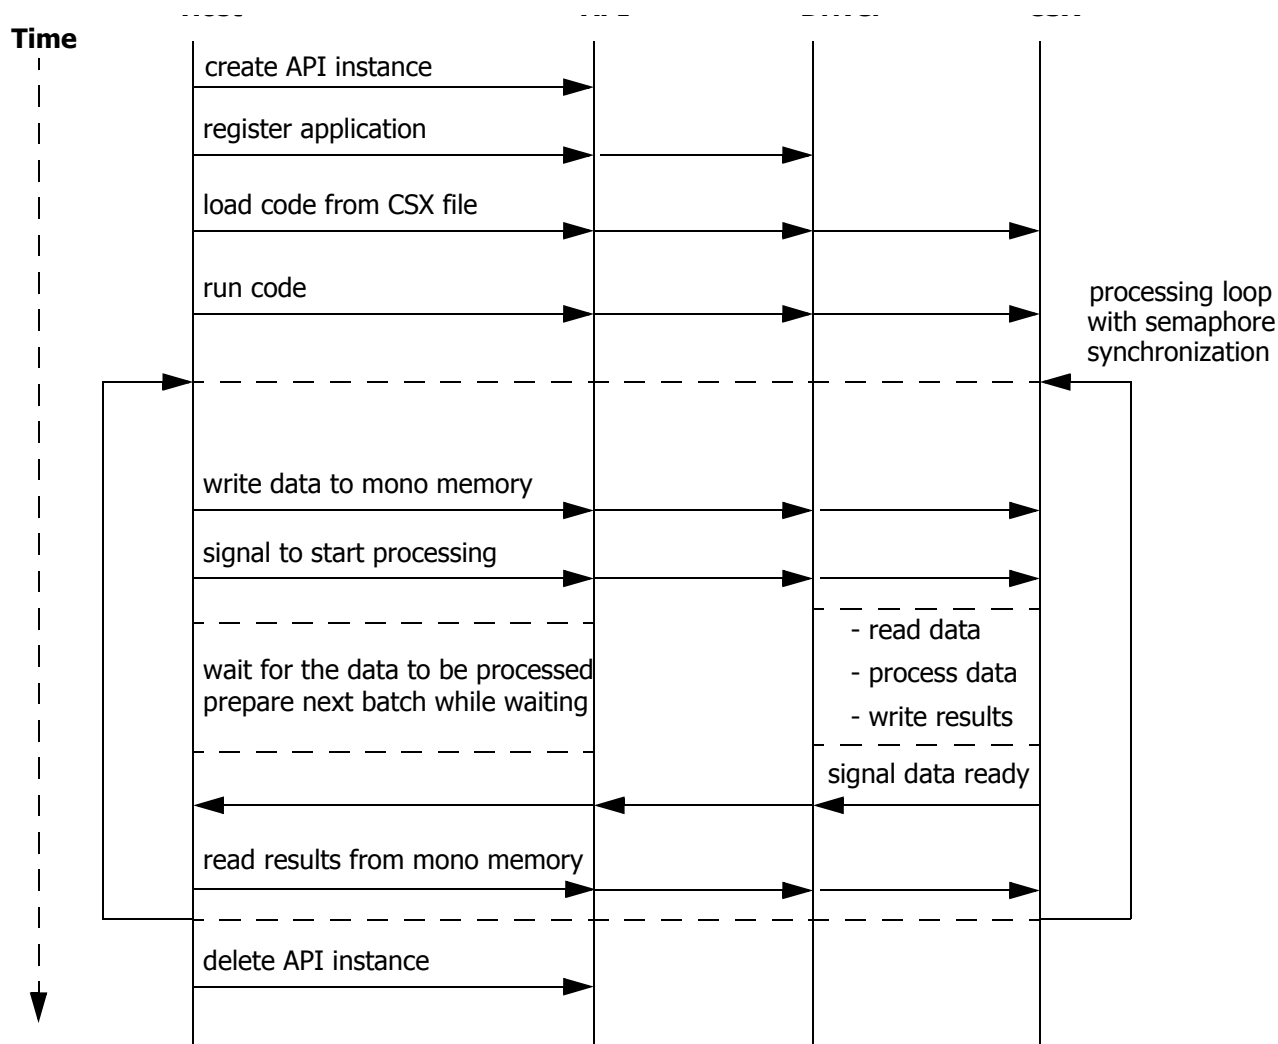 Time
create API instance
register application
load code from CSX file
run code
processing loop
with semaphore
synchronization
write data to mono memory
signal to start processing
- read data
wait for the data to be processed
- process data
prepare next batch while waiting
- write results
signal data ready
read results from mono memory
delete API instance